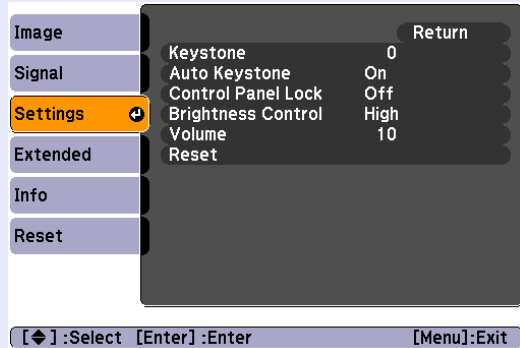 Image
Signal
Settings
Extended
Info
Reset
Return
Keystone 0
Auto Keystone On
Control Panel Lock Off
Brightness Control High
Volume 10
Reset
[◆] :Select [Enter] :Enter [Menu]:Exit